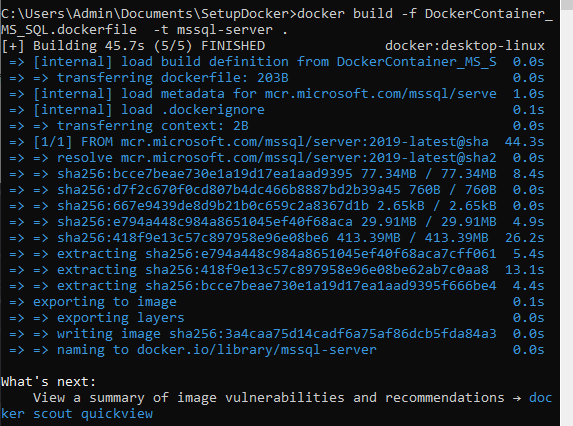 C:\Users\Admin\Documents\SetupDocker>docker build -f DockerContainer_
MS_SQL.dockerfile  -t mssql-server .
[+] Building 45.7s (5/5) FINISHED                 docker:desktop-linux
 => [internal] load build definition from DockerContainer_MS_S  0.0s
 => => transferring dockerfile: 203B                            0.0s
 => [internal] load metadata for mcr.microsoft.com/mssql/serve  1.0s
 => [internal] load .dockerignore                               0.1s
 => => transferring context: 2B                                 0.0s
 => [1/1] FROM mcr.microsoft.com/mssql/server:2019-latest@sha  44.3s
 => => resolve mcr.microsoft.com/mssql/server:2019-latest@sha2  0.0s
 => => sha256:bcce7beae730e1a19d17ea1aad9395 77.34MB / 77.34MB  8.4s
 => => sha256:d7f2c670f0cd807b4dc466b8887bd2b39a45 760B / 760B  0.0s
 => => sha256:667e9439de8d9b21b0c659c2a8367d1b 2.65kB / 2.65kB  0.0s
 => => sha256:e794a448c984a8651045ef40f68aca 29.91MB / 29.91MB  4.9s
 => => sha256:418f9e13c57c897958e96e08be6 413.39MB / 413.39MB  26.2s
 => => extracting sha256:e794a448c984a8651045ef40f68aca7cff061  5.4s
 => => extracting sha256:418f9e13c57c897958e96e08be62ab7c0aa8  13.1s
 => => extracting sha256:bcce7beae730e1a19d17ea1aad9395f666be4  4.4s
 => exporting to image                                          0.1s
 => => exporting layers                                         0.0s
 => => writing image sha256:3a4caa75d14cadf6a75af86dcb5fda84a3  0.0s
 => => naming to docker.io/library/mssql-server                 0.0s
What's next:
    View a summary of image vulnerabilities and recommendations → doc
ker scout quickview